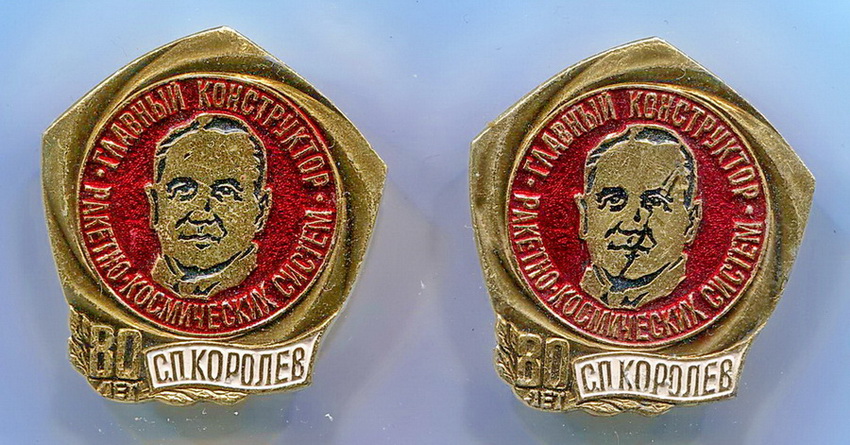 ГЛАВНЫЙ КОНСТРУКТОР
РАКЕТНО-КОСМИЧЕСКИХ СИСТЕМ
80
ЛЕТ
С.П.КОРОЛЕВ
ГЛАВНЫЙ КОНСТРУКТОР
РАКЕТНО-КОСМИЧЕСКИХ СИСТЕМ
80
ЛЕТ
С.П.КОРОЛЕВ